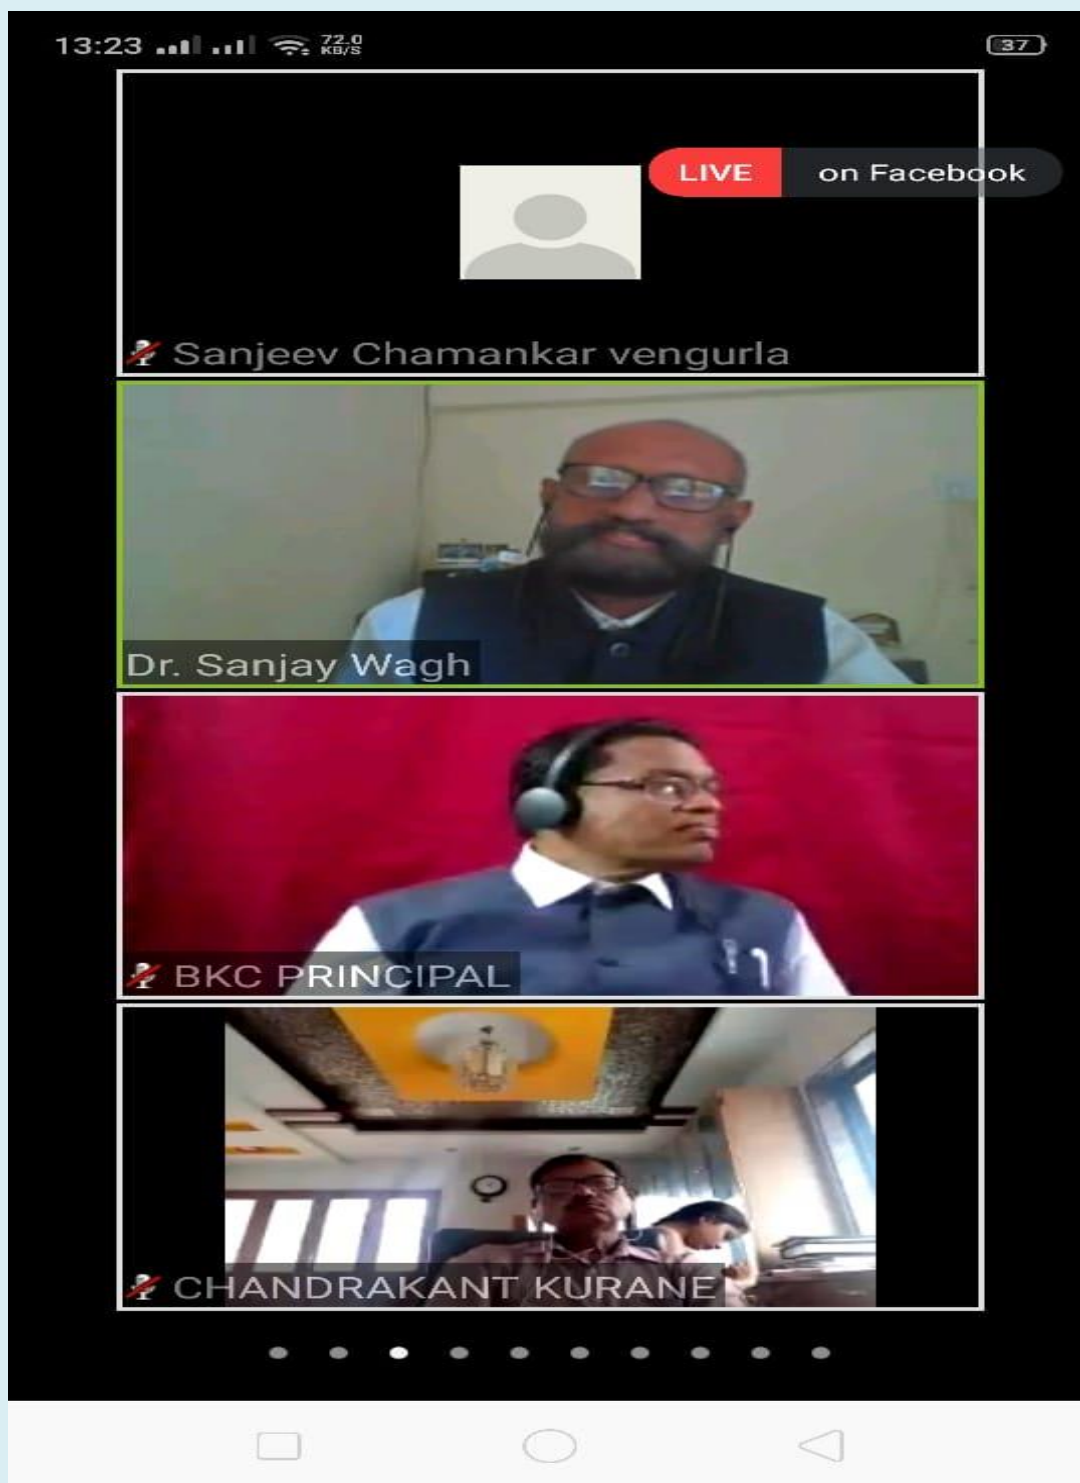 13:23 72.0 KB/S 37
LIVE on Facebook
Sanjeev Chamankar vengurla
Dr. Sanjay Wagh
BKC PRINCIPAL
CHANDRAKANT KURANE